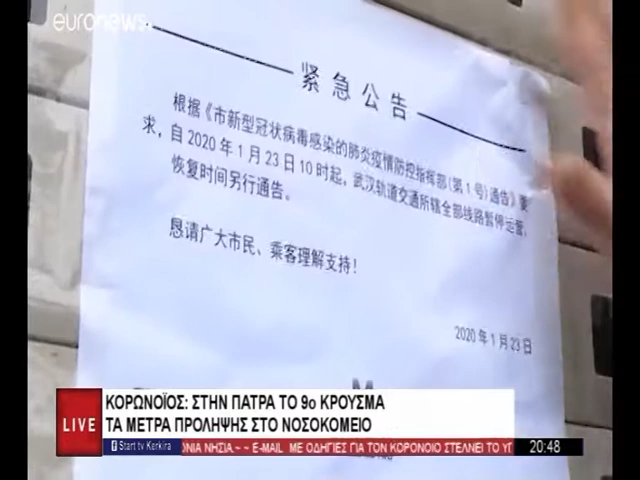 euronews.
紧急公告
根据《市新型冠状病毒感染的肺炎疫情防控指挥部(第1号)通告》要
求，自2020年1月23日10时起，武汉轨道交通所辖全部线路暂停运营，
恢复时间另行通告。
恳请广大市民、乘客理解支持！
2020年1月23日
ΚΟΡΩΝΟΪΟΣ: ΣΤΗΝ ΠΑΤΡΑ ΤΟ 9ο ΚΡΟΥΣΜΑ
LIVE
ΤΑ ΜΕΤΡΑ ΠΡΟΛΗΨΗΣ ΣΤΟ ΝΟΣΟΚΟΜΕΙΟ
Start tv Kerkira
ΟΝΙΑ ΝΗΣΙΑ.~ ~ E-MAIL ΜΕ ΟΔΗΓΙΕΣ ΓΙΑ ΤΟΝ ΚΟΡΟΝΟΙΟ ΣΤΕΛΝΕΙ ΤΟ ΥΓ
20:48